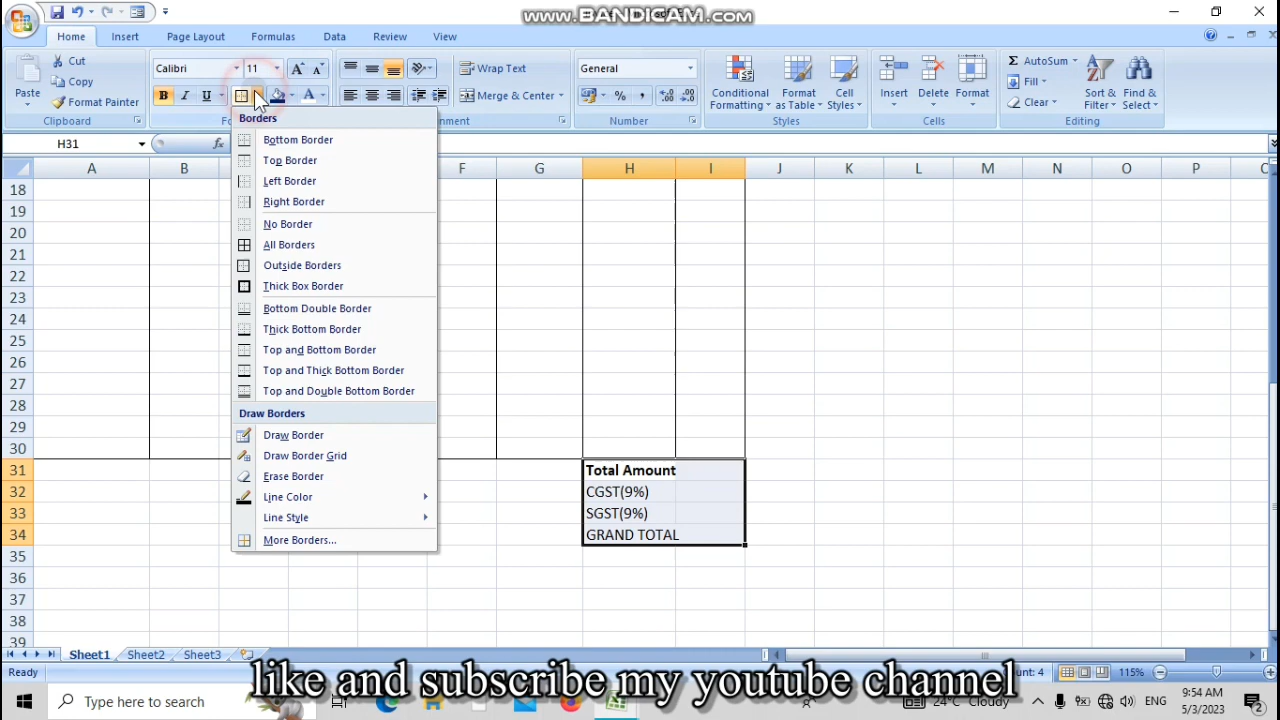 www.BANDICAM.com
Home Insert Page Layout Formulas Data Review View
Paste Cut Calibri 11 Wrap Text General Conditional Formatting Format as Table Cell Styles Insert Delete Format AutoSum Sort & Filter Find & Select
Copy Fill
Format Painter B I U A Merge & Center % , Clear
Clipboard Number Styles Cells Editing
H31 fx
Borders
Bottom Border
Top Border
Left Border
Right Border
No Border
All Borders
Outside Borders
Thick Box Border
Bottom Double Border
Thick Bottom Border
Top and Bottom Border
Top and Thick Bottom Border
Top and Double Bottom Border
Draw Borders
Draw Border
Draw Border Grid
Erase Border
Line Color
Line Style
More Borders...
A B F G H I J K L M N O P
18
19
20
21
22
23
24
25
26
27
28
29
30
31 Total Amount
32 CGST(9%)
33 SGST(9%)
34 GRAND TOTAL
35
36
37
38
39
Sheet1 Sheet2 Sheet3
like and subscribe my youtube channel
Ready 115%
Type here to search 24°C Cloudy ENG 9:54 AM
5/3/2023
2